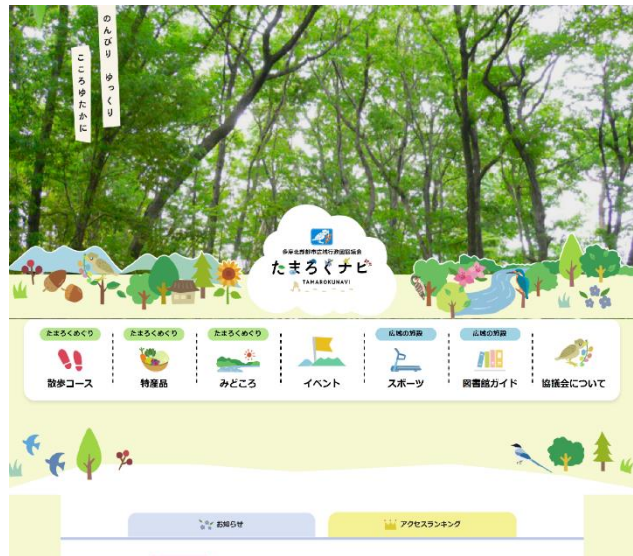 のんびり ゆっくり
こころゆたかに
多摩北部都市広域行政圏協議会
たまろくナビ
TAMAROKUNAVI
たまろくめぐり
散歩コース
たまろくめぐり
特産品
たまろくめぐり
みどころ
イベント
広域の施設
スポーツ
広域の施設
図書館ガイド
協議会について
お知らせ
アクセスランキング